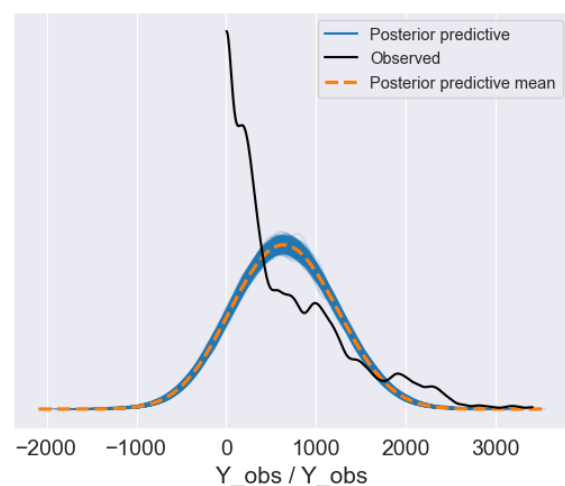 Posterior predictive
Observed
Posterior predictive mean
−2000 −1000 0 1000 2000 3000
Y_obs / Y_obs